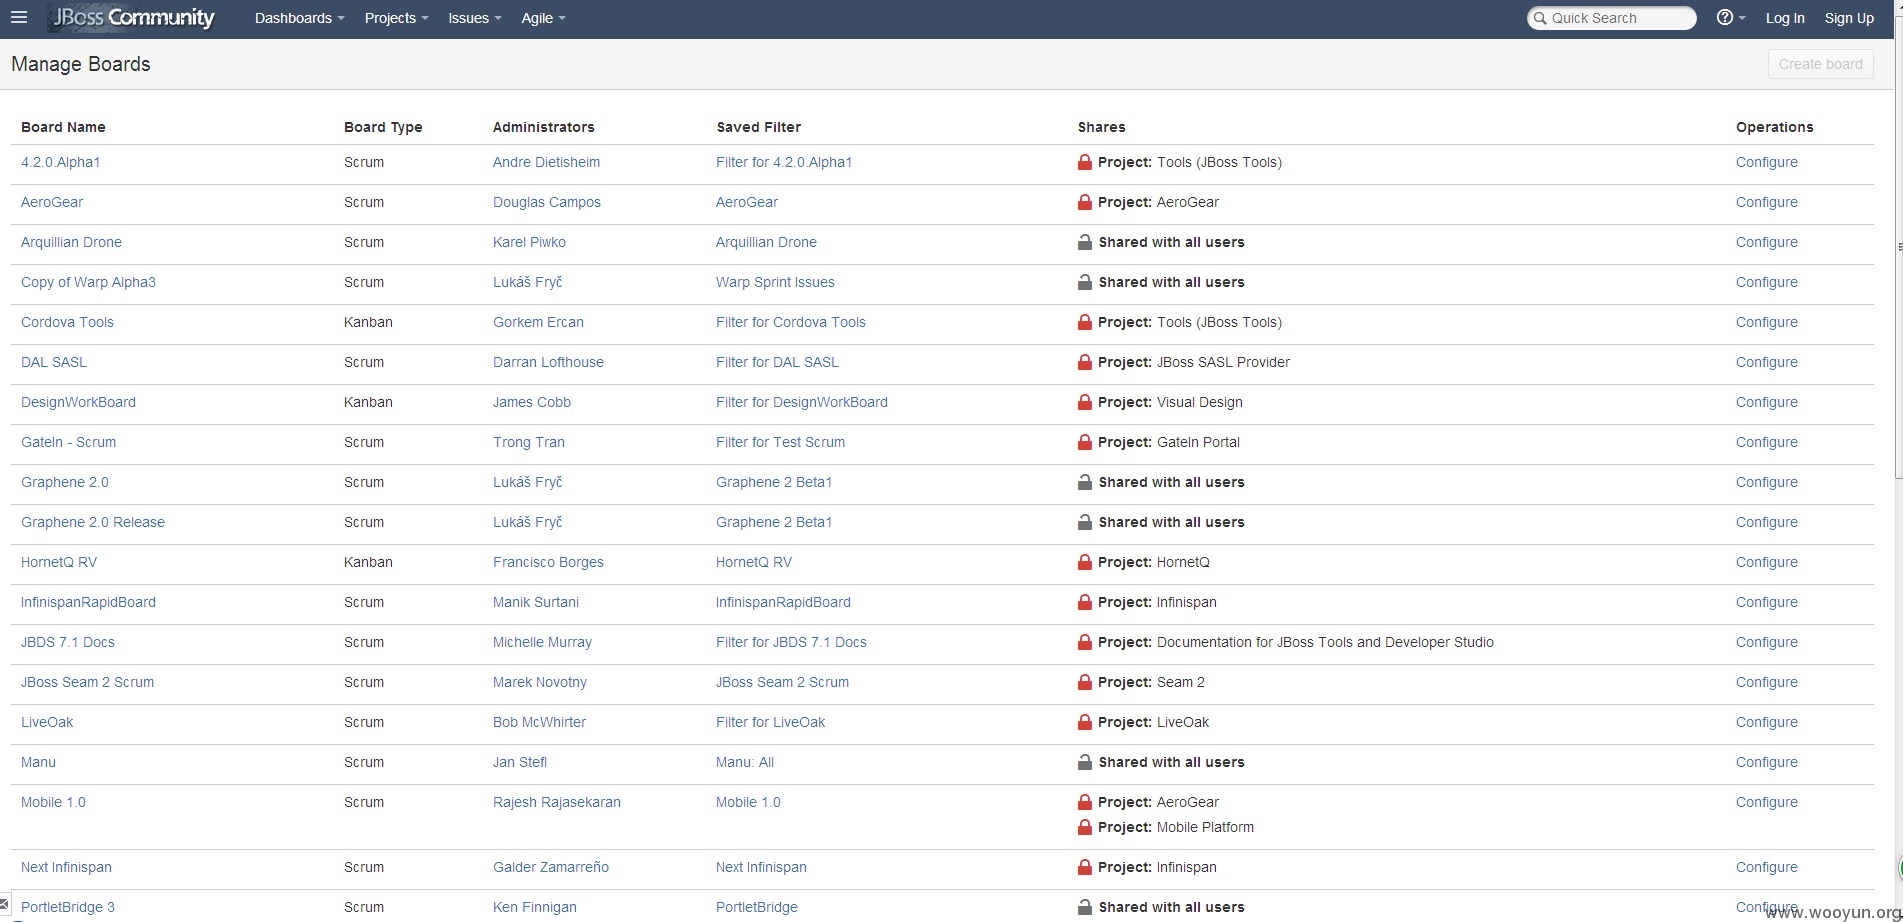 JBoss Community Dashboards Projects Issues Agile Quick Search Log In Sign Up
Manage Boards Create board
Board Name Board Type Administrators Saved Filter Shares Operations
4.2.0.Alpha1 Scrum Andre Dietisheim Filter for 4.2.0.Alpha1 Project: Tools (JBoss Tools) Configure
AeroGear Scrum Douglas Campos AeroGear Project: AeroGear Configure
Arquillian Drone Scrum Karel Piwko Arquillian Drone Shared with all users Configure
Copy of Warp Alpha3 Scrum Lukáš Fryč Warp Sprint Issues Shared with all users Configure
Cordova Tools Kanban Gorkem Ercan Filter for Cordova Tools Project: Tools (JBoss Tools) Configure
DAL SASL Scrum Darran Lofthouse Filter for DAL SASL Project: JBoss SASL Provider Configure
DesignWorkBoard Kanban James Cobb Filter for DesignWorkBoard Project: Visual Design Configure
GateIn - Scrum Scrum Trong Tran Filter for Test Scrum Project: GateIn Portal Configure
Graphene 2.0 Scrum Lukáš Fryč Graphene 2 Beta1 Shared with all users Configure
Graphene 2.0 Release Scrum Lukáš Fryč Graphene 2 Beta1 Shared with all users Configure
HornetQ RV Kanban Francisco Borges HornetQ RV Project: HornetQ Configure
InfinispanRapidBoard Scrum Manik Surtani InfinispanRapidBoard Project: Infinispan Configure
JBDS 7.1 Docs Scrum Michelle Murray Filter for JBDS 7.1 Docs Project: Documentation for JBoss Tools and Developer Studio Configure
JBoss Seam 2 Scrum Scrum Marek Novotny JBoss Seam 2 Scrum Project: Seam 2 Configure
LiveOak Scrum Bob McWhirter Filter for LiveOak Project: LiveOak Configure
Manu Scrum Jan Stefl Manu: All Shared with all users Configure
Mobile 1.0 Scrum Rajesh Rajasekaran Mobile 1.0 Project: AeroGear Configure
Project: Mobile Platform
Next Infinispan Scrum Galder Zamarreño Next Infinispan Project: Infinispan Configure
PortletBridge 3 Scrum Ken Finnigan PortletBridge Shared with all users Configure
www.wooyun.org